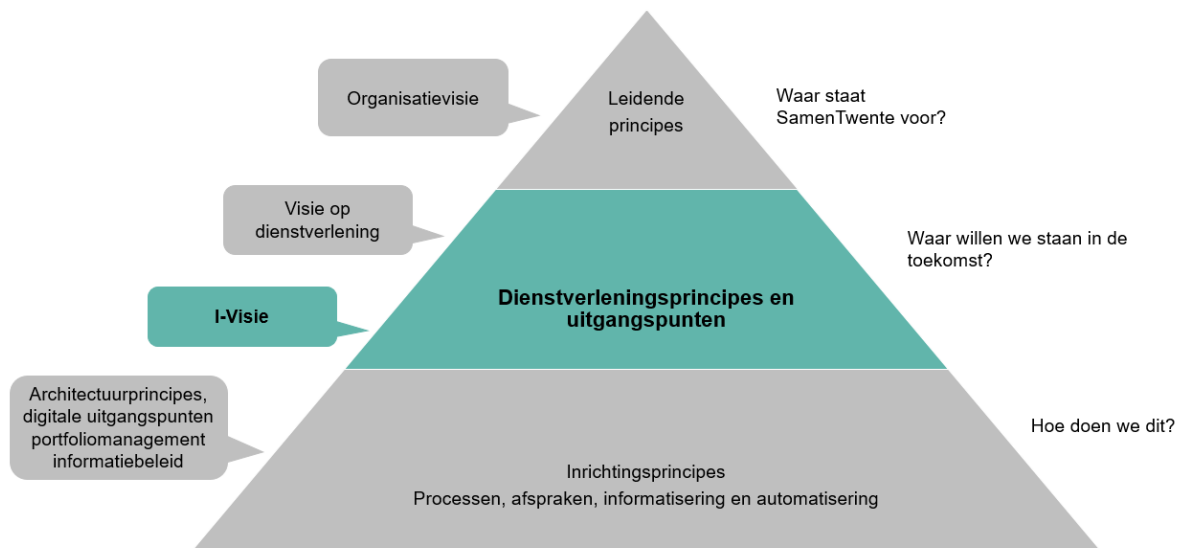 Organisatievisie
Leidende
principes
Waar staat
SamenTwente voor?
Visie op
dienstverlening
Waar willen we staan in de
toekomst?
I-Visie
Dienstverleningsprincipes en
uitgangspunten
Architectuurprincipes,
digitale uitgangspunten
portfoliomanagement
informatiebeleid
Hoe doen we dit?
Inrichtingsprincipes
Processen, afspraken, informatisering en automatisering